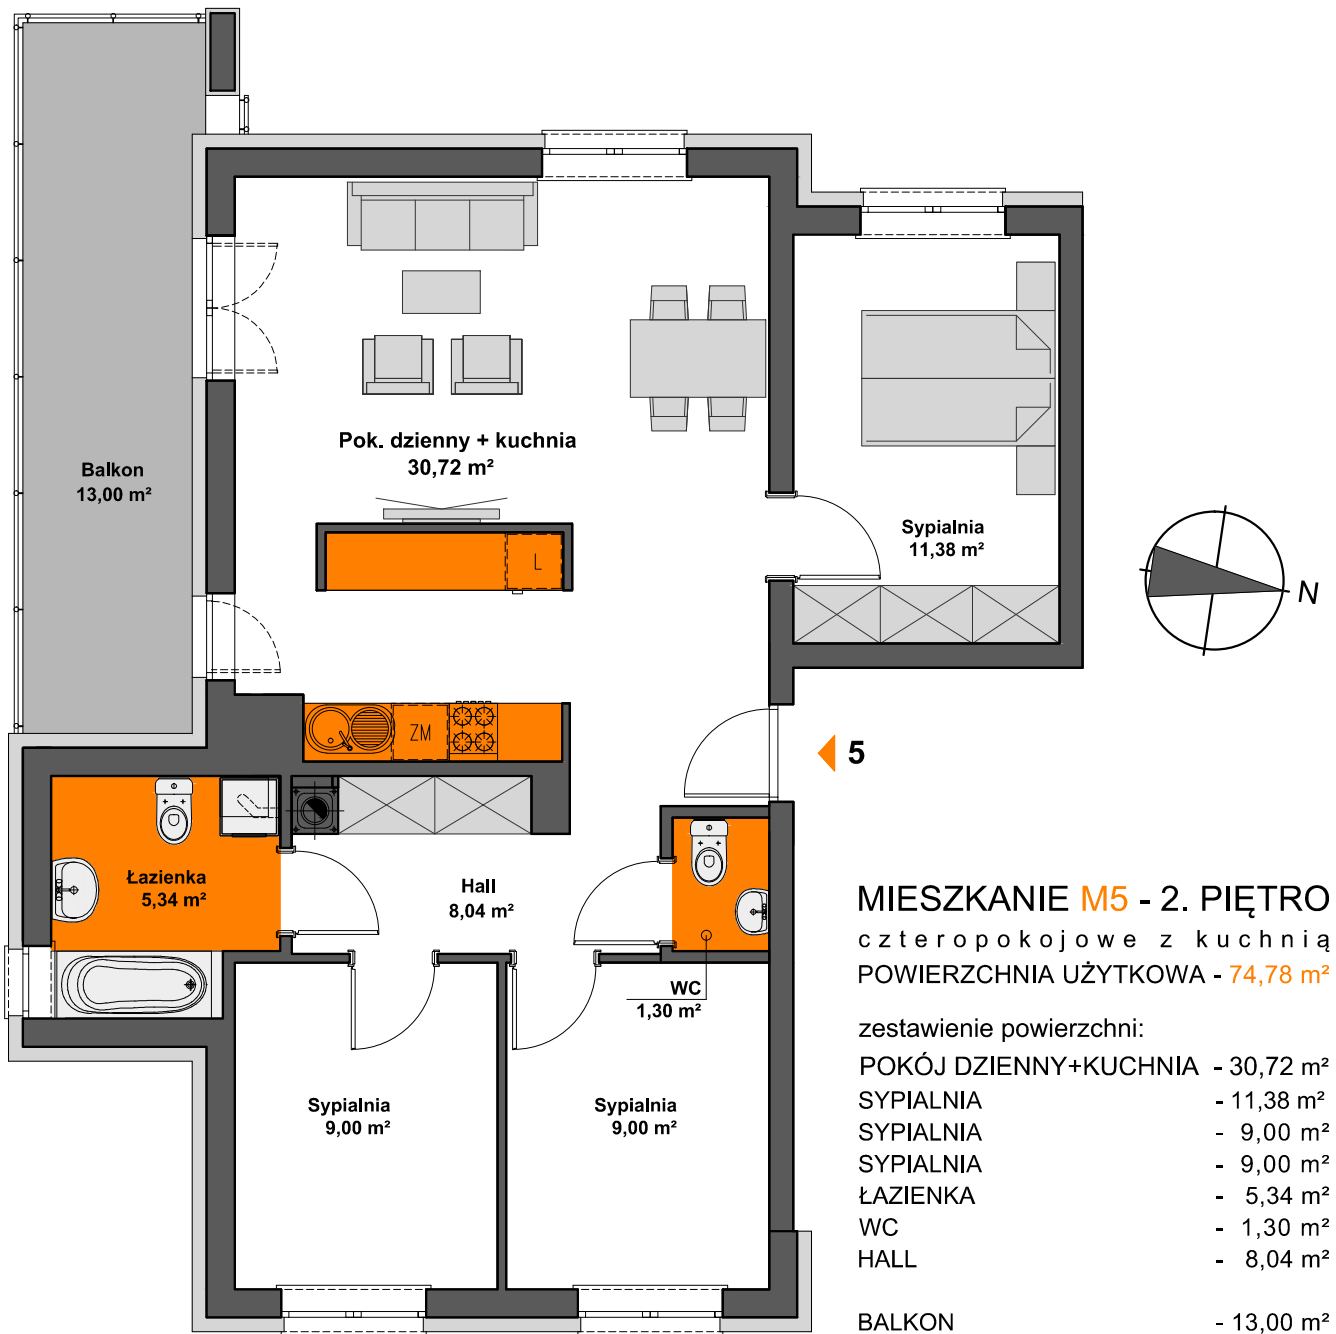 Balkon
13,00 m²
Pok. dzienny + kuchnia
30,72 m²
Sypialnia
11,38 m²
L
N
ZM
5
Łazienka
5,34 m²
Hall
8,04 m²
WC
1,30 m²
Sypialnia
9,00 m²
Sypialnia
9,00 m²
MIESZKANIE M5 - 2. PIĘTRO
czteropokojowe z kuchnią
POWIERZCHNIA UŻYTKOWA - 74,78 m²
zestawienie powierzchni:
POKÓJ DZIENNY+KUCHNIA - 30,72 m²
SYPIALNIA - 11,38 m²
SYPIALNIA - 9,00 m²
SYPIALNIA - 9,00 m²
ŁAZIENKA - 5,34 m²
WC - 1,30 m²
HALL - 8,04 m²
BALKON - 13,00 m²